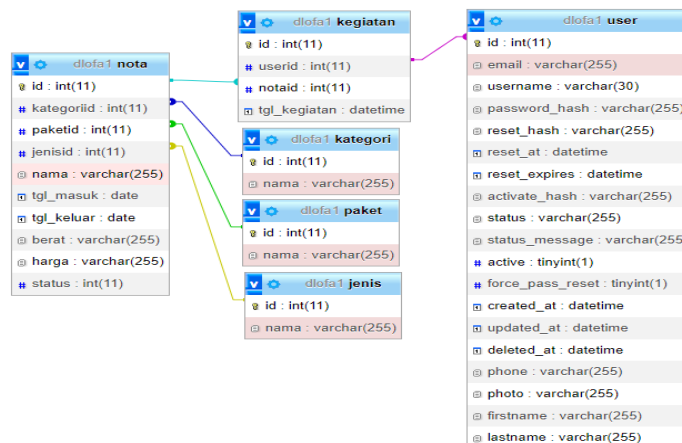 dlofa1 nota
id : int(11)
kategoriid : int(11)
paketid : int(11)
jenisid : int(11)
nama : varchar(255)
tgl_masuk : date
tgl_keluar : date
berat : varchar(255)
harga : varchar(255)
status : int(11)
dlofa1 kegiatan
id : int(11)
userid : int(11)
notaid : int(11)
tgl_kegiatan : datetime
dlofa1 kategori
id : int(11)
nama : varchar(255)
dlofa1 paket
id : int(11)
nama : varchar(255)
dlofa1 jenis
id : int(11)
nama : varchar(255)
dlofa1 user
id : int(11)
email : varchar(255)
username : varchar(30)
password_hash : varchar(255)
reset_hash : varchar(255)
reset_at : datetime
reset_expires : datetime
activate_hash : varchar(255)
status : varchar(255)
status_message : varchar(255
active : tinyint(1)
force_pass_reset : tinyint(1)
created_at : datetime
updated_at : datetime
deleted_at : datetime
phone : varchar(255)
photo : varchar(255)
firstname : varchar(255)
lastname : varchar(255)